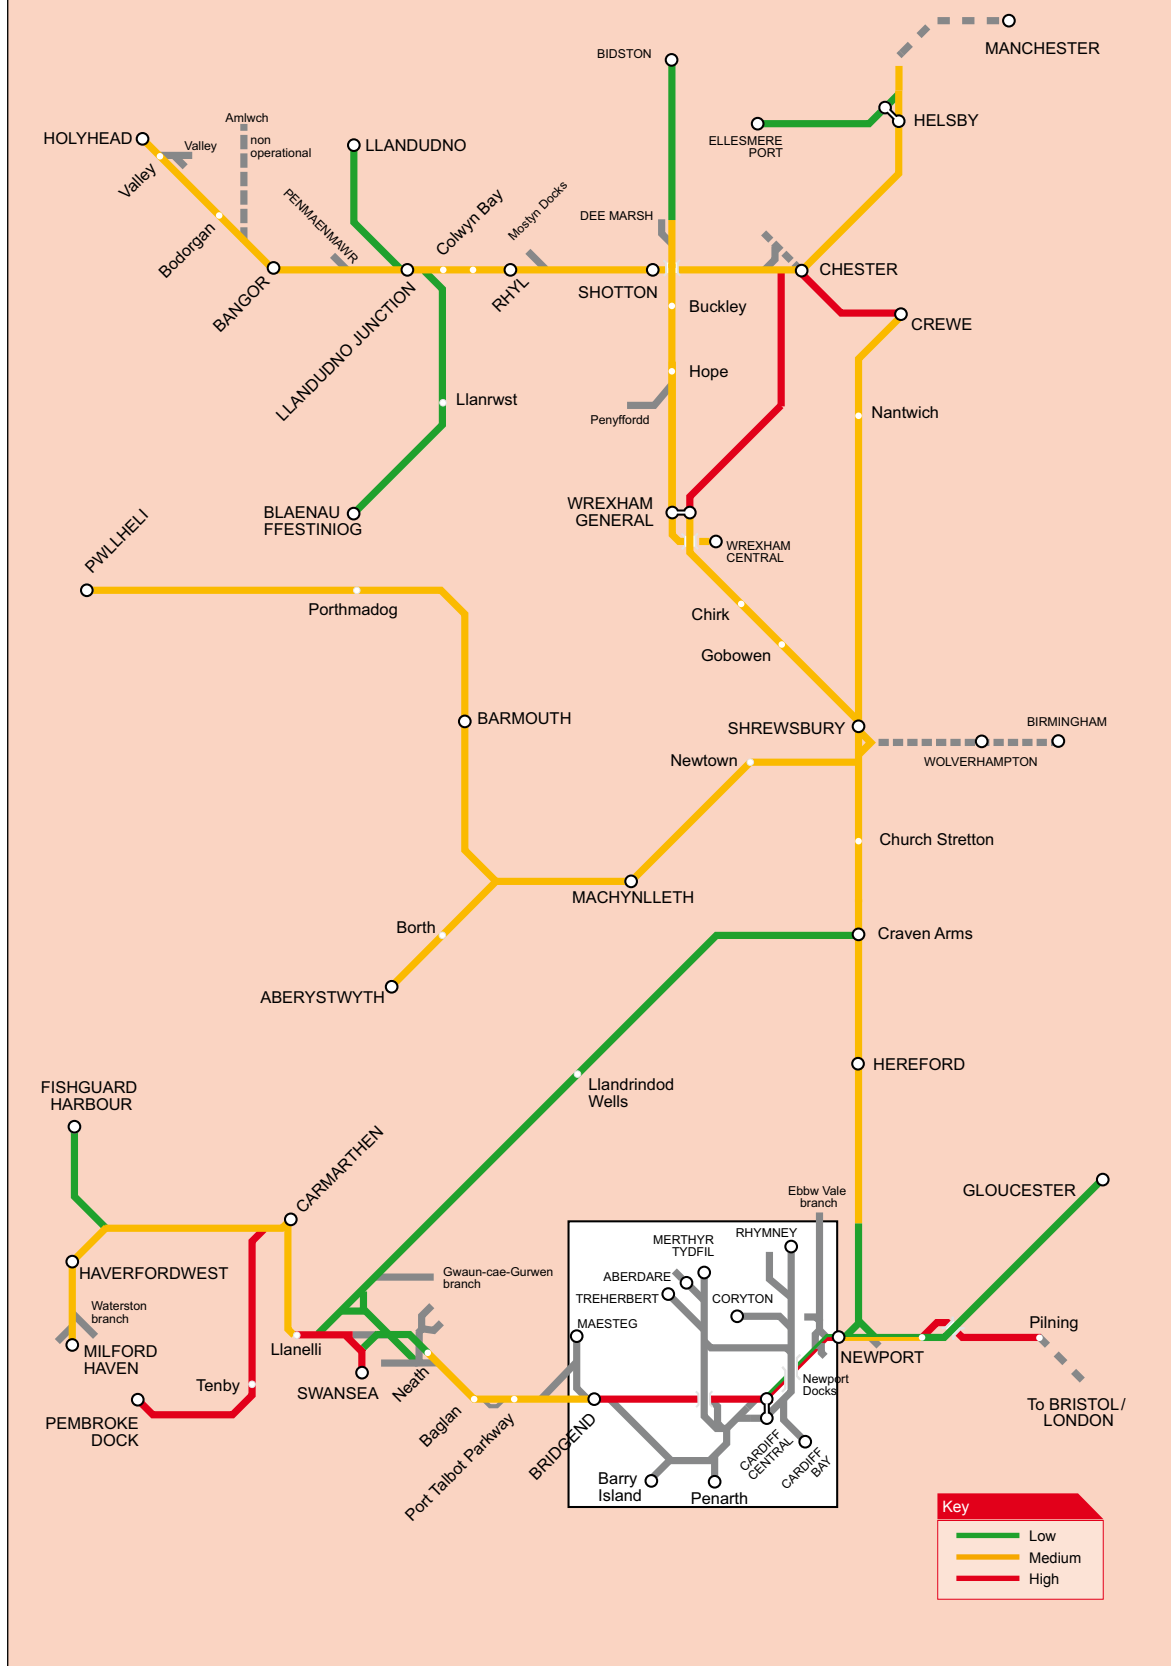 MANCHESTER
BIDSTON
HELSBY
ELLESMERE
PORT
Amlwch
HOLYHEAD
non
operational
Valley
LLANDUDNO
Valley
PENMAENMAWR
Colwyn Bay
Mostyn Docks
DEE MARSH
Bodorgan
BANGOR
LLANDUDNO JUNCTION
RHYL
SHOTTON
CHESTER
Buckley
CREWE
Hope
Llanrwst
Penyffordd
Nantwich
BLAENAU
FFESTINIOG
WREXHAM
GENERAL
WREXHAM
CENTRAL
PWLLHELI
Porthmadog
Chirk
Gobowen
BARMOUTH
SHREWSBURY
BIRMINGHAM
WOLVERHAMPTON
Newtown
Church Stretton
MACHYNLLETH
Borth
Craven Arms
ABERYSTWYTH
HEREFORD
Llandrindod
Wells
FISHGUARD
HARBOUR
CARMARTHEN
GLOUCESTER
Ebbw Vale
branch
RHYMNEY
MERTHYR
TYDFIL
HAVERFORDWEST
Gwaun-cae-Gurwen
branch
ABERDARE
TREHERBERT
CORYTON
Waterston
branch
MAESTEG
Pilning
Llanelli
MILFORD
HAVEN
NEWPORT
Tenby
SWANSEA
Neath
Newport
Docks
PEMBROKE
DOCK
Baglan
Port Talbot Parkway
BRIDGEND
To BRISTOL/
LONDON
CARDIFF
CENTRAL
CARDIFF
BAY
Barry
Island
Penarth
Key
Low
Medium
High